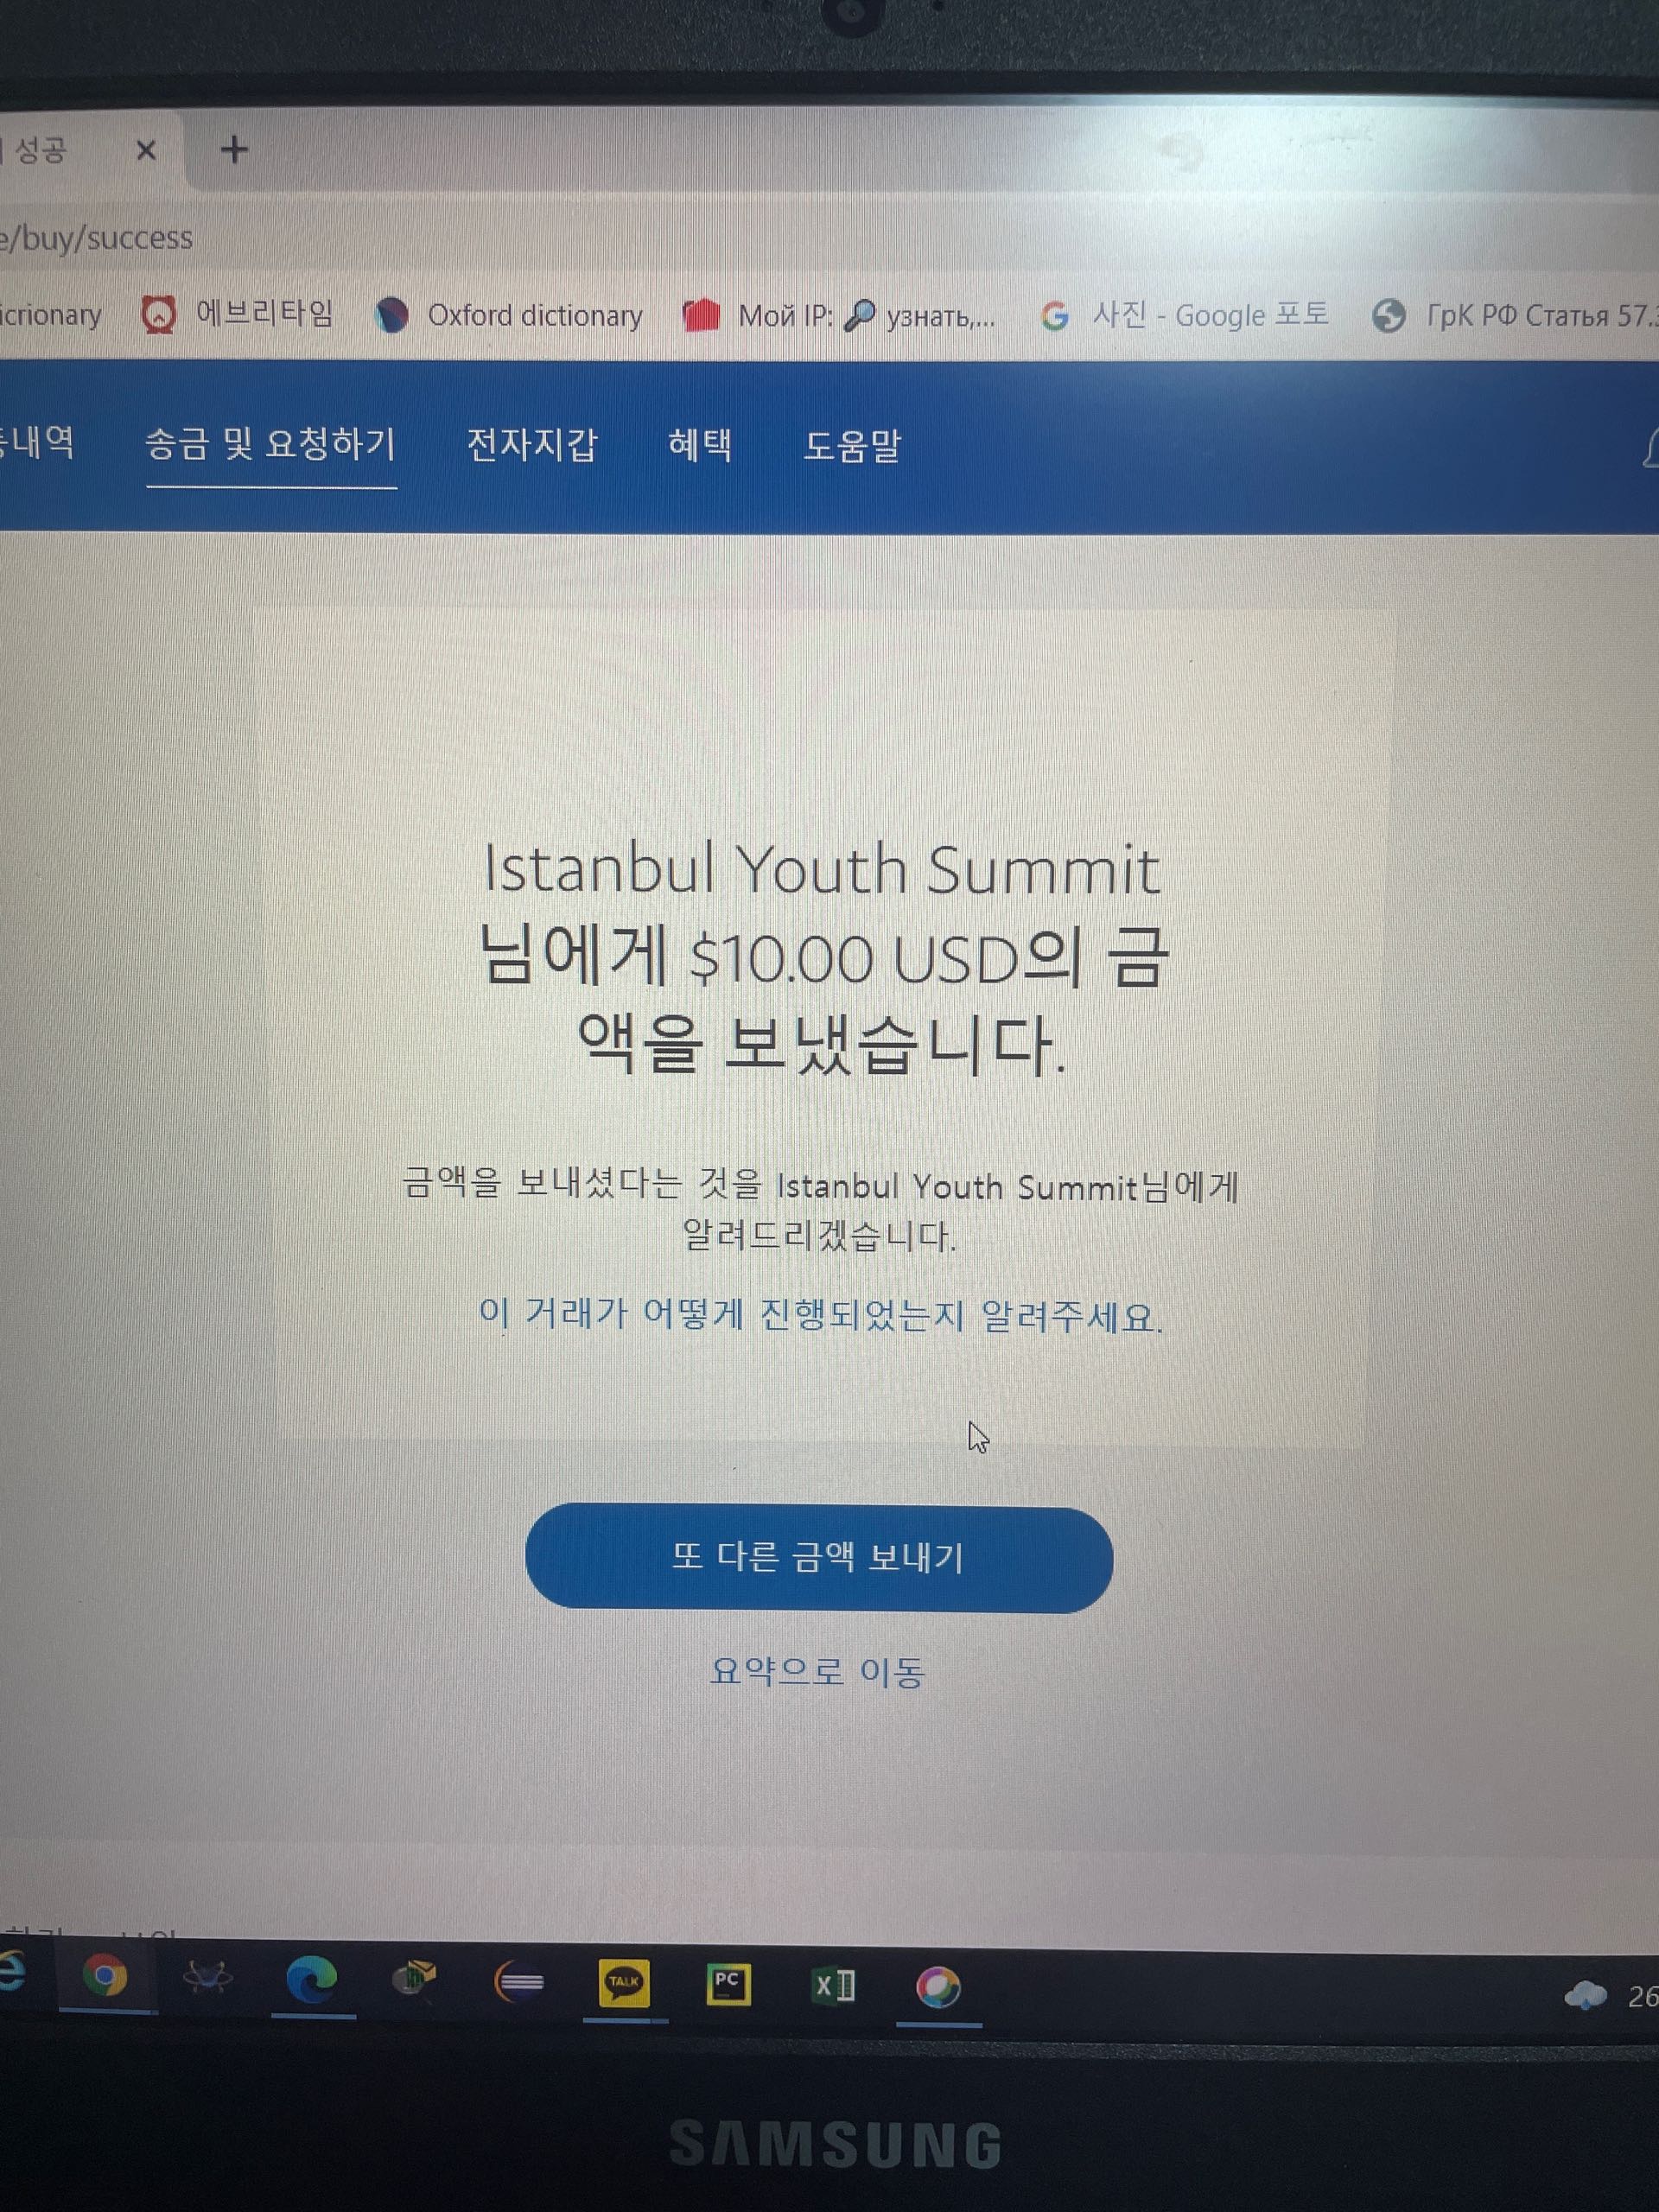 성공
e/buy/success
icrionary 에브리타임 Oxford dictionary Мой IP: узнать,... 사진 - Google 포토 ГрК РФ Статья 57.3
내역 송금 및 요청하기 전자지갑 혜택 도움말
Istanbul Youth Summit
님에게 $10.00 USD의 금
액을 보냈습니다.
금액을 보내셨다는 것을 Istanbul Youth Summit님에게
알려드리겠습니다.
이 거래가 어떻게 진행되었는지 알려주세요.
또 다른 금액 보내기
요약으로 이동
TALK PC X 26
SAMSUNG